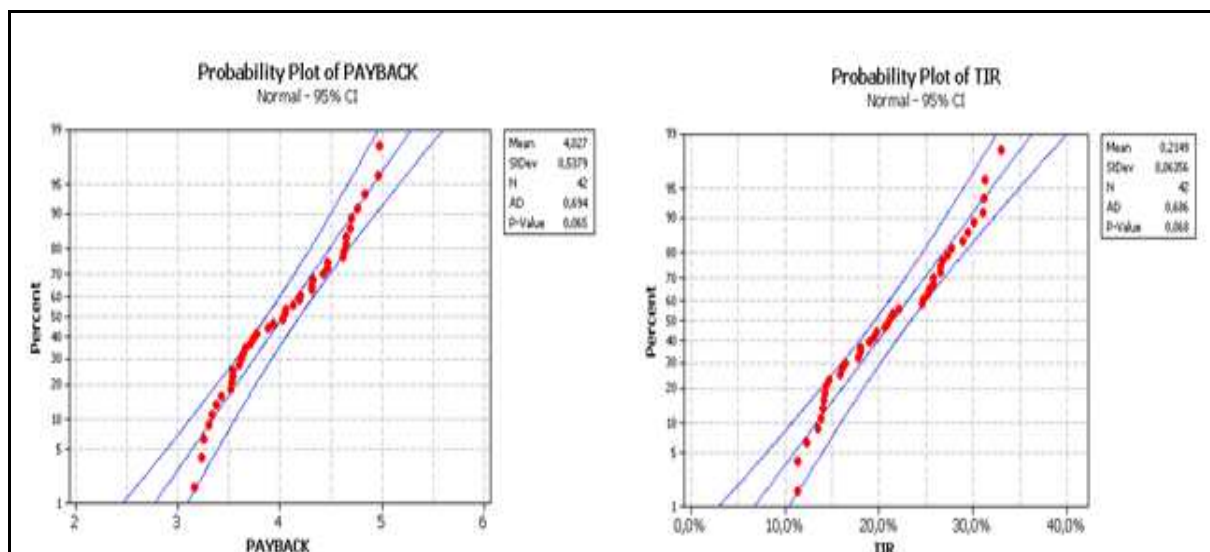 Probability Plot of PAYBACK
Normal - 95% CI
Mean 4,027
StDev 0,5379
N 42
AD 0,694
P-Value 0,065
Percent
99
95
90
80
70
60
50
40
30
20
10
5
1
2 3 4 5 6
PAYBACK
Probability Plot of TIR
Normal - 95% CI
Mean 0,2149
StDev 0,06356
N 42
AD 0,686
P-Value 0,068
Percent
99
95
90
80
70
60
50
40
30
20
10
5
1
0,0% 10,0% 20,0% 30,0% 40,0%
TIR